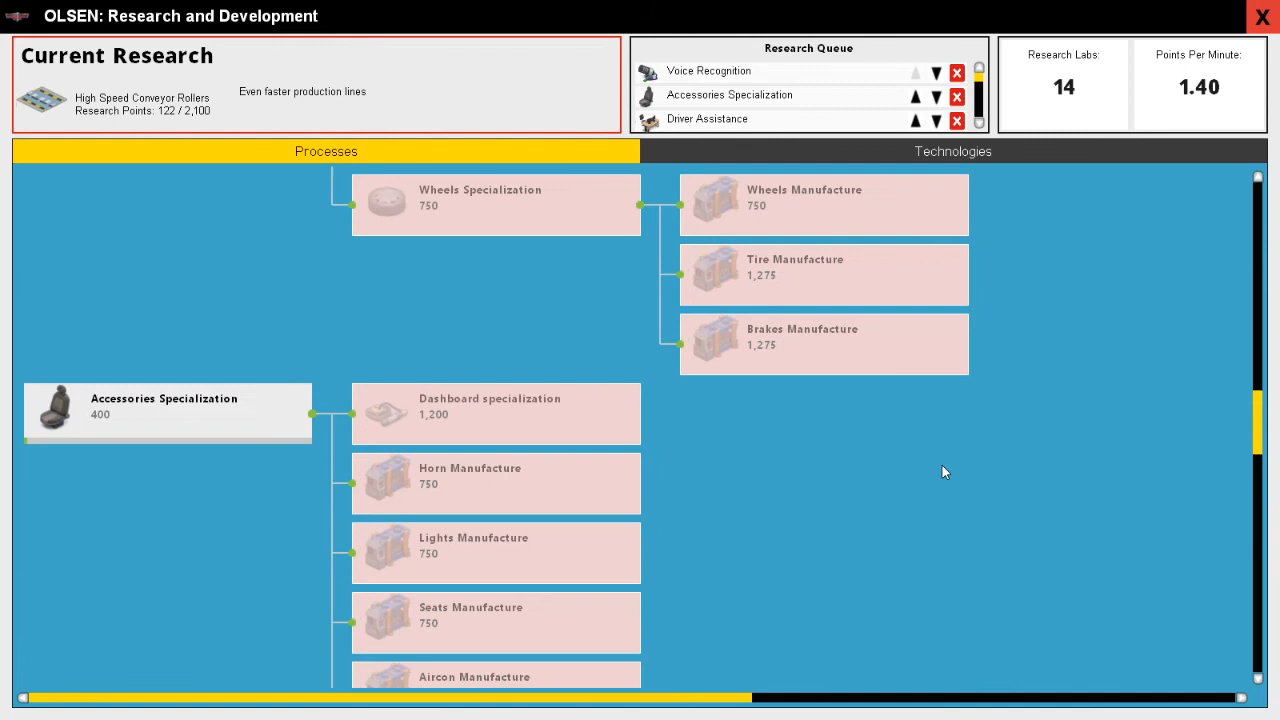 OLSEN: Research and Development
X
Current Research
High Speed Conveyor Rollers
Research Points: 122 / 2,100
Even faster production lines
Research Queue
Voice Recognition
Accessories Specialization
Driver Assistance
Research Labs:
14
Points Per Minute:
1.40
Processes
Technologies
Wheels Specialization
750
Wheels Manufacture
750
Tire Manufacture
1,275
Brakes Manufacture
1,275
Accessories Specialization
400
Dashboard specialization
1,200
Horn Manufacture
750
Lights Manufacture
750
Seats Manufacture
750
Aircon Manufacture